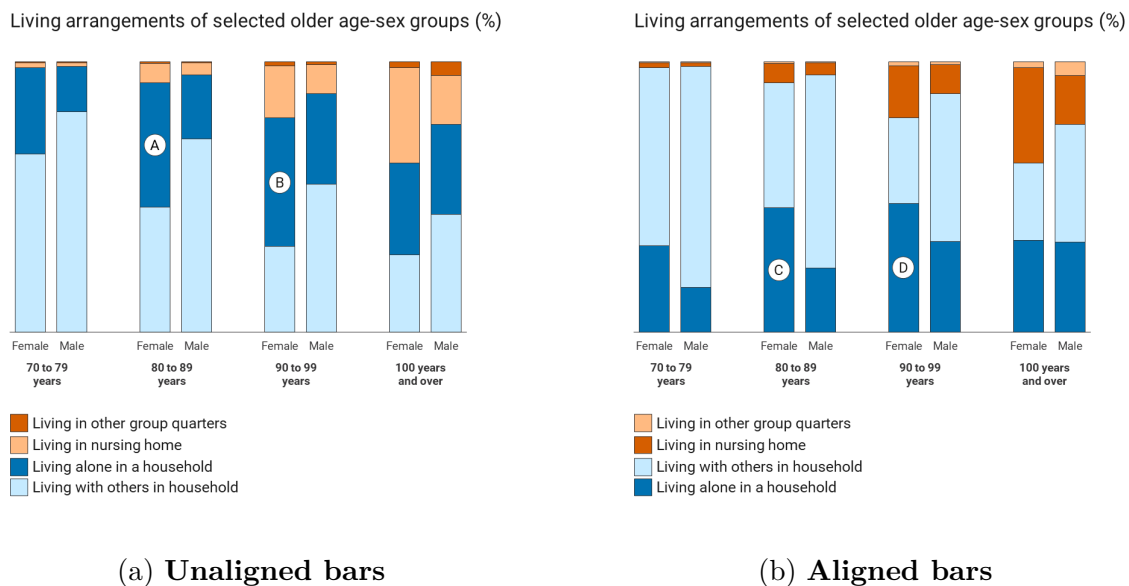 Living arrangements of selected older age-sex groups (%)
A
B
Female Male Female Male Female Male Female Male
70 to 79 80 to 89 90 to 99 100 years
years years years and over
Living in other group quarters
Living in nursing home
Living alone in a household
Living with others in household
(a) Unaligned bars
Living arrangements of selected older age-sex groups (%)
C
D
Female Male Female Male Female Male Female Male
70 to 79 80 to 89 90 to 99 100 years
years years years and over
Living in other group quarters
Living in nursing home
Living with others in household
Living alone in a household
(b) Aligned bars